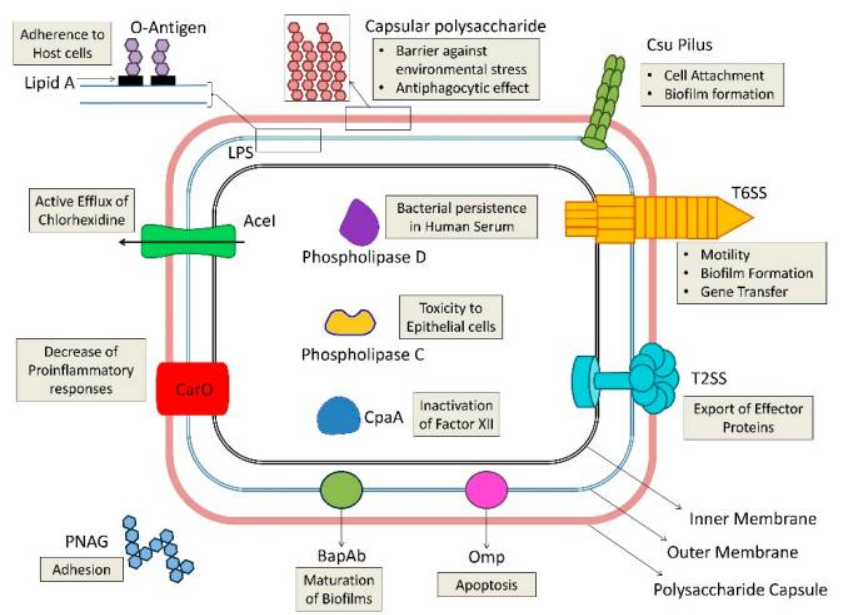 Adherence to
Host cells
O-Antigen
Lipid A
Capsular polysaccharide
• Barrier against
environmental stress
• Antiphagocytic effect
Csu Pilus
• Cell Attachment
• Biofilm formation
LPS
Active Efflux of
Chlorhexidine
AceI
Phospholipase D
Bacterial persistence
in Human Serum
T6SS
• Motility
• Biofilm Formation
• Gene Transfer
Phospholipase C
Toxicity to
Epithelial cells
Decrease of
Proinflammatory
responses
CarO
CpaA
Inactivation
of Factor XII
T2SS
Export of Effector
Proteins
PNAG
Adhesion
BapAb
Maturation
of Biofilms
Omp
Apoptosis
Inner Membrane
Outer Membrane
Polysaccharide Capsule